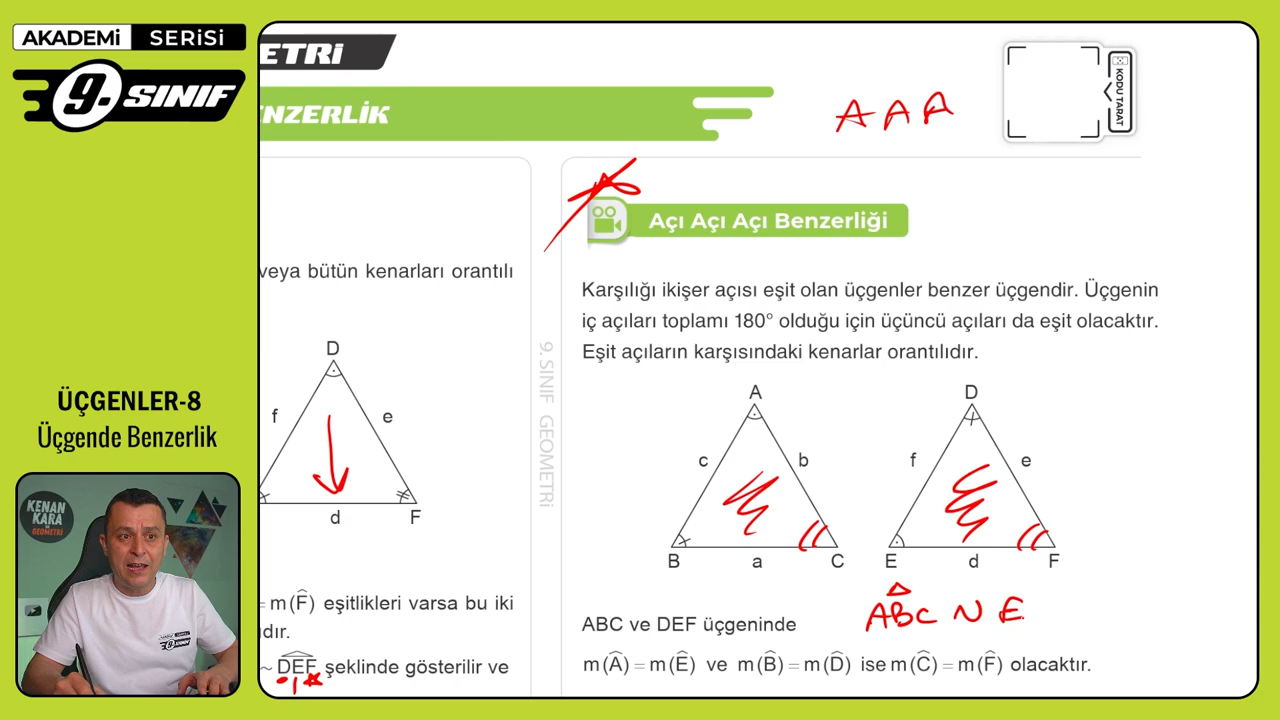 AKADEMİ SERİSİ
9. SINIF
ÜÇGENLER-8
Üçgende Benzerlik
KENAN
KARA
GEOMETRİ
ETRİ
ENZERLİK
A A A
KODU TARAT
veya bütün kenarları orantılı
D
f e
d F
= m(F̂) eşitlikleri varsa bu iki
ıdır.
~ DEF şeklinde gösterilir ve
9. SINIF GEOMETRİ
Açı Açı Açı Benzerliği
Karşılığı ikişer açısı eşit olan üçgenler benzer üçgendir. Üçgenin
iç açıları toplamı 180° olduğu için üçüncü açıları da eşit olacaktır.
Eşit açıların karşısındaki kenarlar orantılıdır.
A D
c b f e
B a C E d F
ABC ~ E
ABC ve DEF üçgeninde
m(Â) = m(Ê) ve m(B̂) = m(D̂) ise m(Ĉ) = m(F̂) olacaktır.